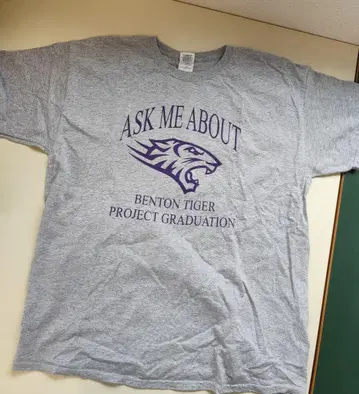 ASK ME ABOUT
BENTON TIGER
PROJECT GRADUATION